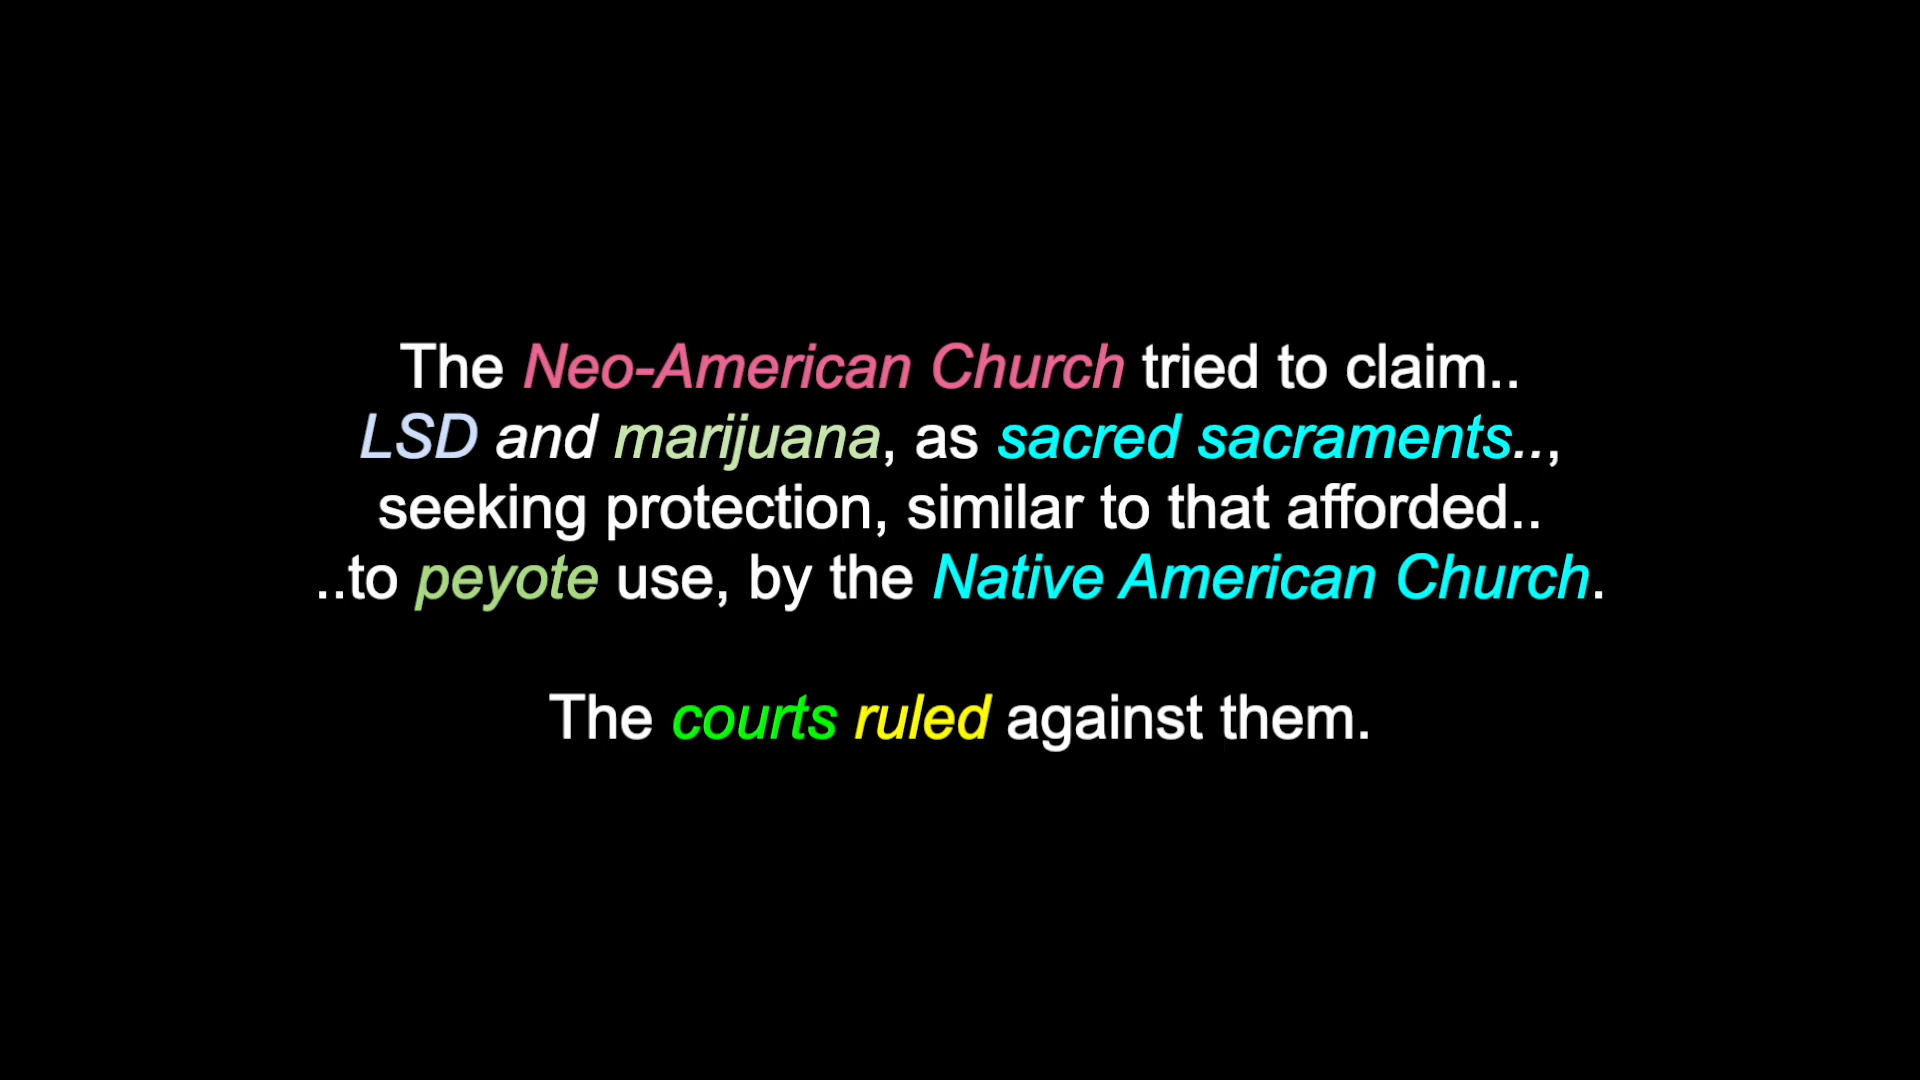 The Neo-American Church tried to claim..
LSD and marijuana, as sacred sacraments..,
seeking protection, similar to that afforded..
..to peyote use, by the Native American Church.
The courts ruled against them.